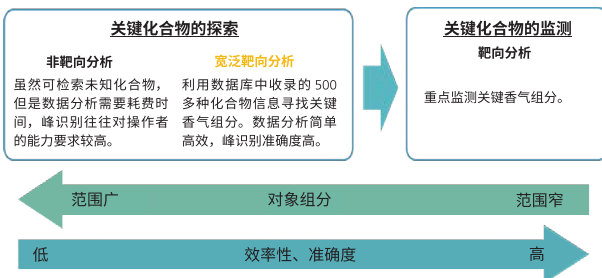 关键化合物的探索
非靶向分析
虽然可检索未知化合物，
但是数据分析需要耗费时
间，峰识别往往对操作者
的能力要求较高。
宽泛靶向分析
利用数据库中收录的 500
多种化合物信息寻找关键
香气组分。数据分析简单
高效，峰识别准确度高。
关键化合物的监测
靶向分析
重点监测关键香气组分。
范围广 对象组分 范围窄
低 效率性、准确度 高